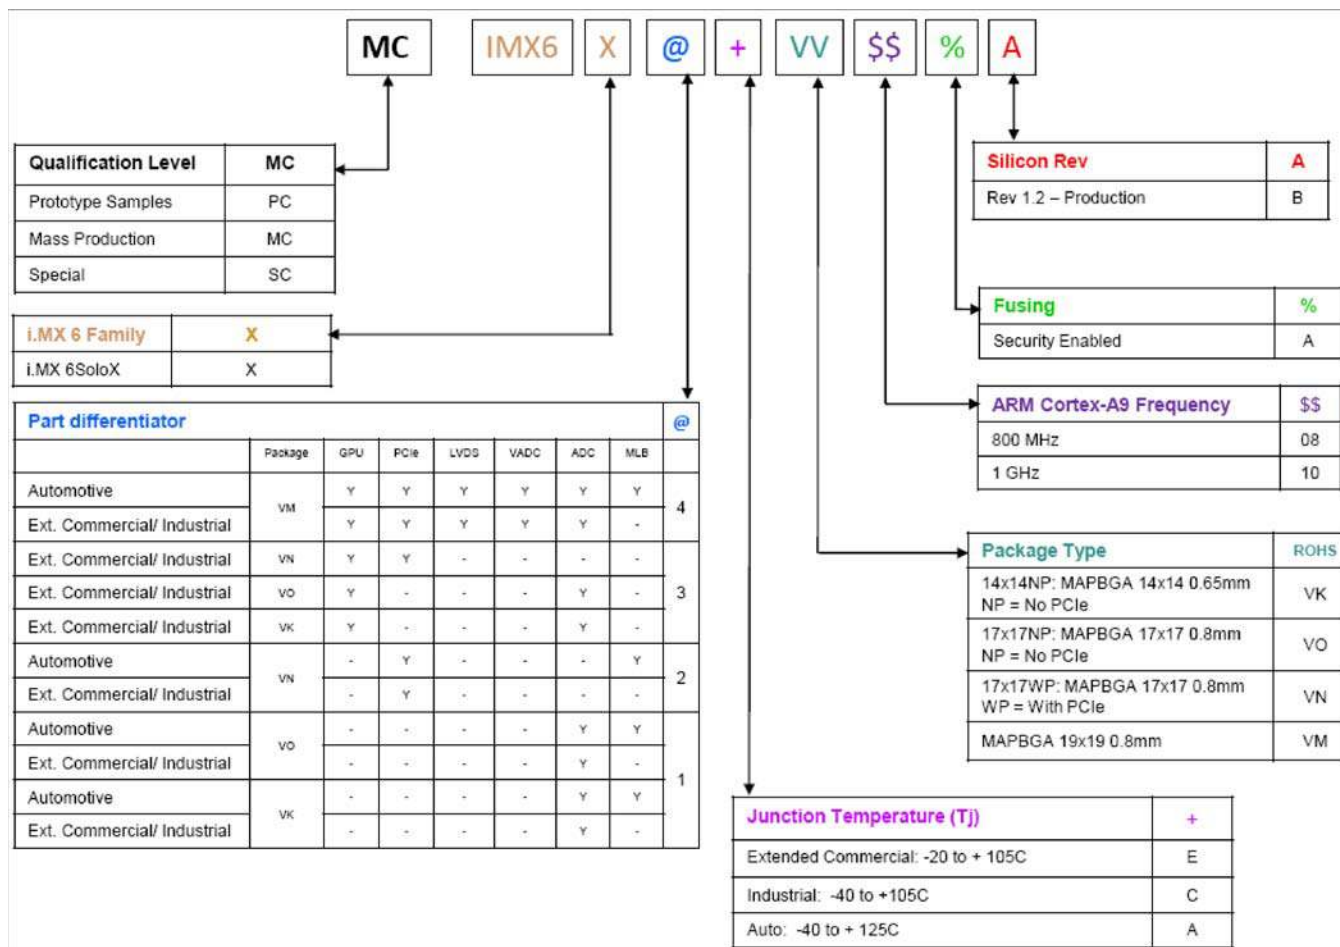 MC IMX6 X @ + VV $$ % A
Qualification Level MC
Prototype Samples PC
Mass Production MC
Special SC
i.MX 6 Family X
i.MX 6SoloX X
Part differentiator @
Package GPU PCIe LVDS VADC ADC MLB
Automotive VM Y Y Y Y Y Y 4
Ext. Commercial/ Industrial Y Y Y Y Y -
Ext. Commercial/ Industrial VN Y Y - - - - 3
Ext. Commercial/ Industrial VO Y - - - Y -
Ext. Commercial/ Industrial VK Y - - - Y -
Automotive VN - Y - - - Y 2
Ext. Commercial/ Industrial - Y - - - -
Automotive VO - - - - Y Y 1
Ext. Commercial/ Industrial - - - - Y -
Automotive VK - - - - Y Y
Ext. Commercial/ Industrial - - - - Y -
Silicon Rev A
Rev 1.2 – Production B
Fusing %
Security Enabled A
ARM Cortex-A9 Frequency $$
800 MHz 08
1 GHz 10
Package Type ROHS
14x14NP: MAPBGA 14x14 0.65mm
NP = No PCIe VK
17x17NP: MAPBGA 17x17 0.8mm
NP = No PCIe VO
17x17WP: MAPBGA 17x17 0.8mm
WP = With PCIe VN
MAPBGA 19x19 0.8mm VM
Junction Temperature (Tj) +
Extended Commercial: -20 to + 105C E
Industrial: -40 to +105C C
Auto: -40 to + 125C A